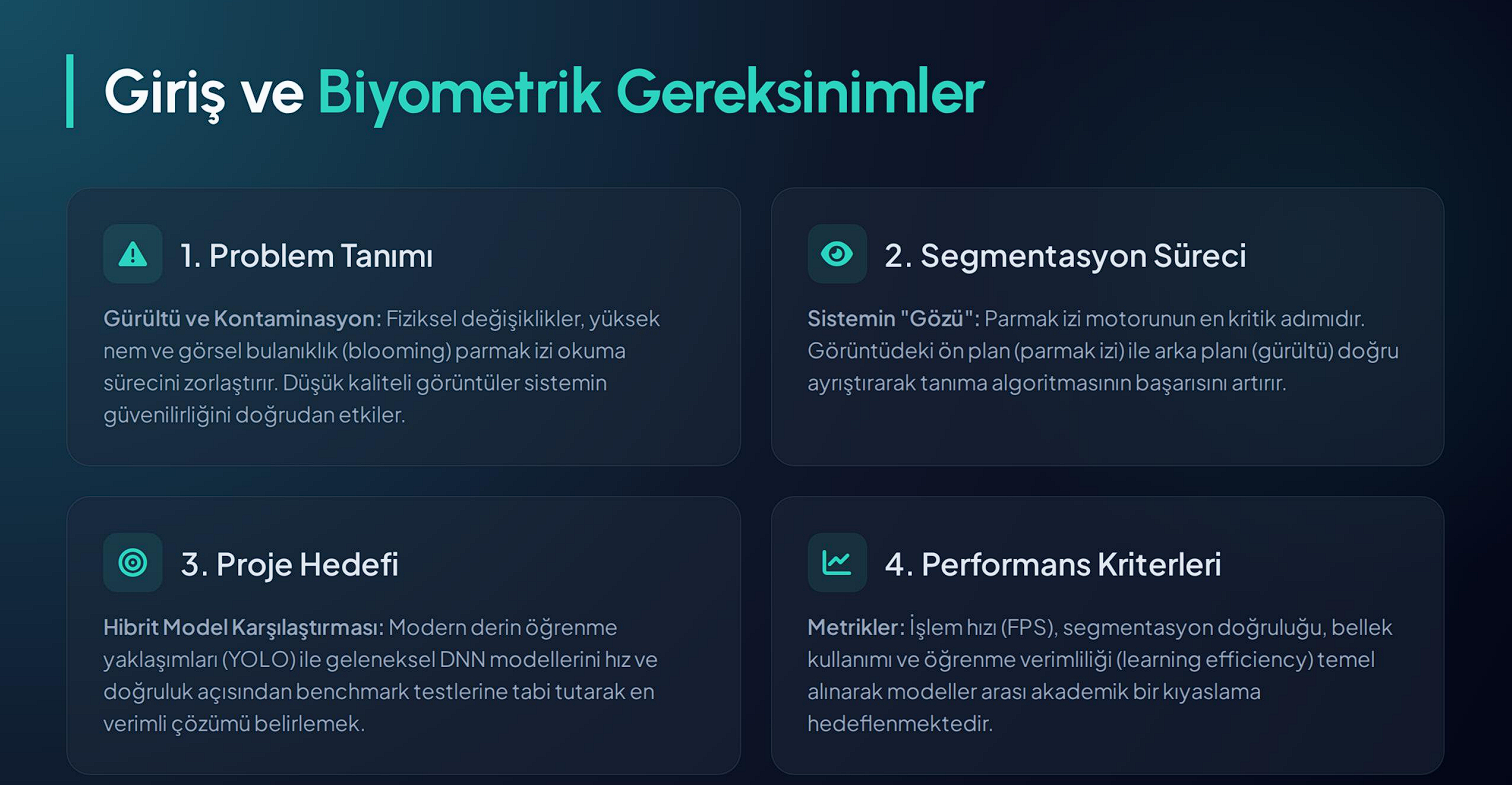 Giriş ve Biyometrik Gereksinimler
1. Problem Tanımı
Gürültü ve Kontaminasyon: Fiziksel değişiklikler, yüksek
nem ve görsel bulanıklık (blooming) parmak izi okuma
sürecini zorlaştırır. Düşük kaliteli görüntüler sistemin
güvenilirliğini doğrudan etkiler.
2. Segmentasyon Süreci
Sistemin "Gözü": Parmak izi motorunun en kritik adımıdır.
Görüntüdeki ön plan (parmak izi) ile arka planı (gürültü) doğru
ayrıştırarak tanıma algoritmasının başarısını artırır.
3. Proje Hedefi
Hibrit Model Karşılaştırması: Modern derin öğrenme
yaklaşımları (YOLO) ile geleneksel DNN modellerini hız ve
doğruluk açısından benchmark testlerine tabi tutarak en
verimli çözümü belirlemek.
4. Performans Kriterleri
Metrikler: İşlem hızı (FPS), segmentasyon doğruluğu, bellek
kullanımı ve öğrenme verimliliği (learning efficiency) temel
alınarak modeller arası akademik bir kıyaslama
hedeflenmektedir.